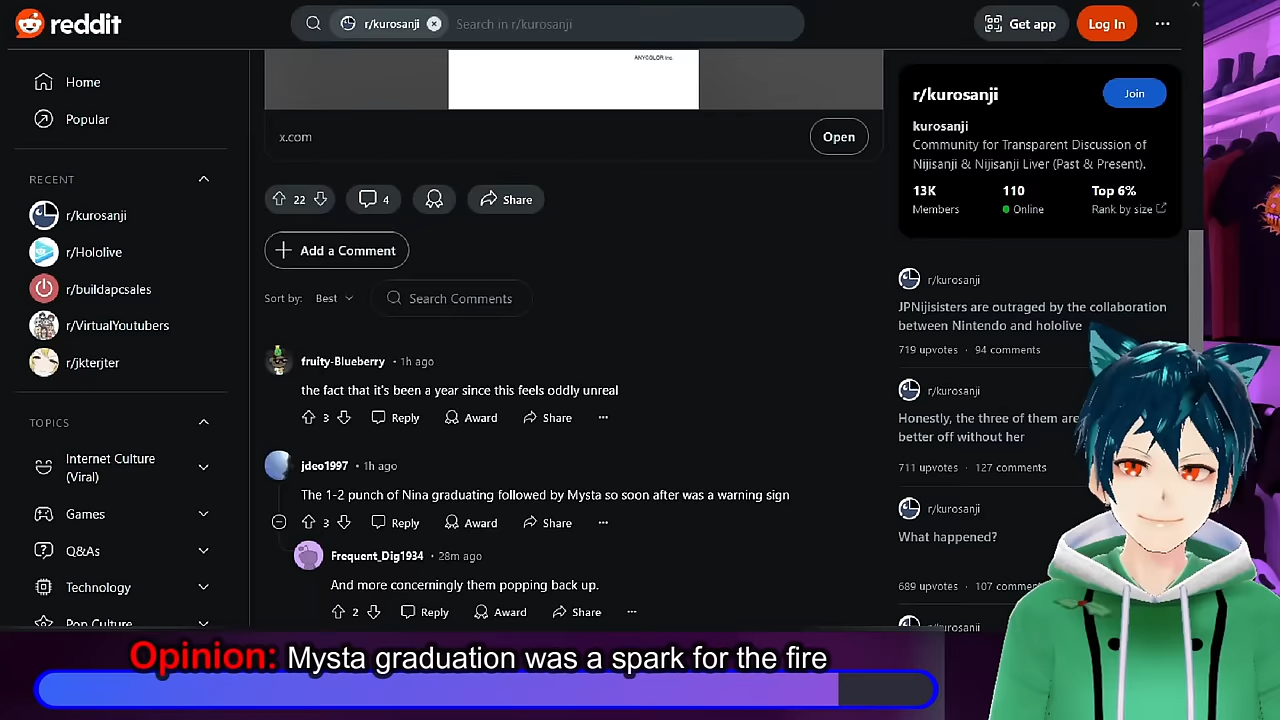 reddit
r/kurosanji
Search in r/kurosanji
Get app
Log In
Home
Popular
RECENT
r/kurosanji
r/Hololive
r/buildapcsales
r/VirtualYoutubers
r/jkterjter
TOPICS
Internet Culture
(Viral)
Games
Q&As
Technology
Pop Culture
ANYCOLOR Inc.
x.com
Open
22
4
Share
Add a Comment
Sort by:
Best
Search Comments
fruity-Blueberry • 1h ago
the fact that it's been a year since this feels oddly unreal
3
Reply
Award
Share
jdeo1997 • 1h ago
The 1-2 punch of Nina graduating followed by Mysta so soon after was a warning sign
3
Reply
Award
Share
Frequent_Dig1934 • 28m ago
And more concerningly them popping back up.
2
Reply
Award
Share
r/kurosanji
Join
kurosanji
Community for Transparent Discussion of
Nijisanji & Nijisanji Liver (Past & Present).
13K
110
Top 6%
Members
Online
Rank by size
r/kurosanji
JPNijisisters are outraged by the collaboration
between Nintendo and hololive
719 upvotes · 94 comments
r/kurosanji
Honestly, the three of them are
better off without her
711 upvotes · 127 comments
r/kurosanji
What happened?
689 upvotes · 107 commen
r/kurosanji
Opinion: Mysta graduation was a spark for the fire